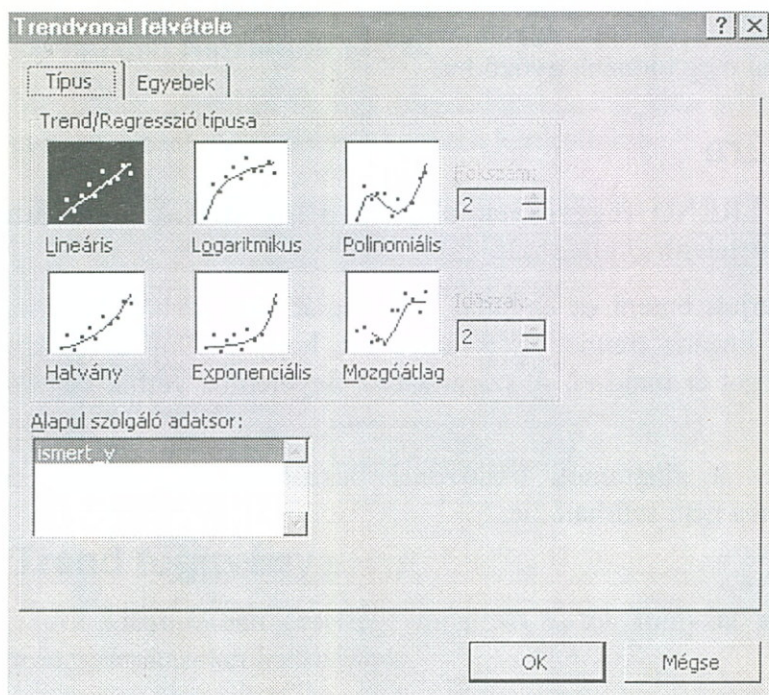 Trendvonal felvétele
Típus
Egyebek
Trend/Regresszió típusa
Lineáris
Logaritmikus
Polinomiális
Fokszám:
2
Hatvány
Exponenciális
Mozgóátlag
Időszak:
2
Alapul szolgáló adatsor:
ismert_y
OK
Mégse